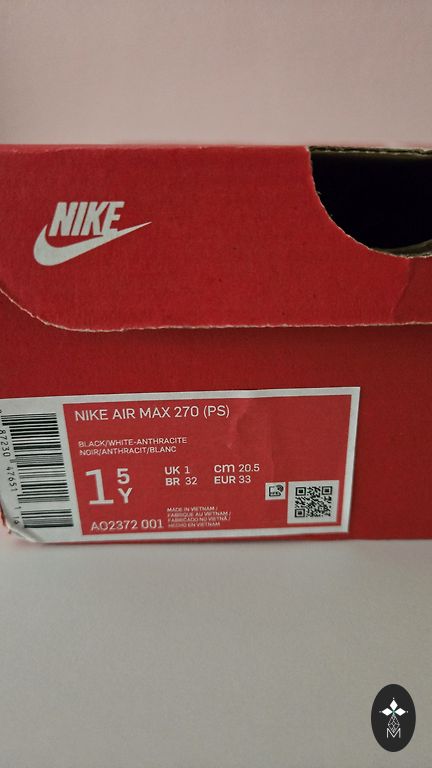 NIKE
NIKE AIR MAX 270 (PS)
BLACK/WHITE-ANTHRACITE
NOIR/ANTHRACIT/BLANC
1 5 Y
UK 1 cm 20.5
BR 32 EUR 33
AO2372 001
MADE IN VIETNAM /
FABRIQUE AU VIETNAM /
FABRICADO NO VIETNÃ /
HECHO EN VIETNAM
M